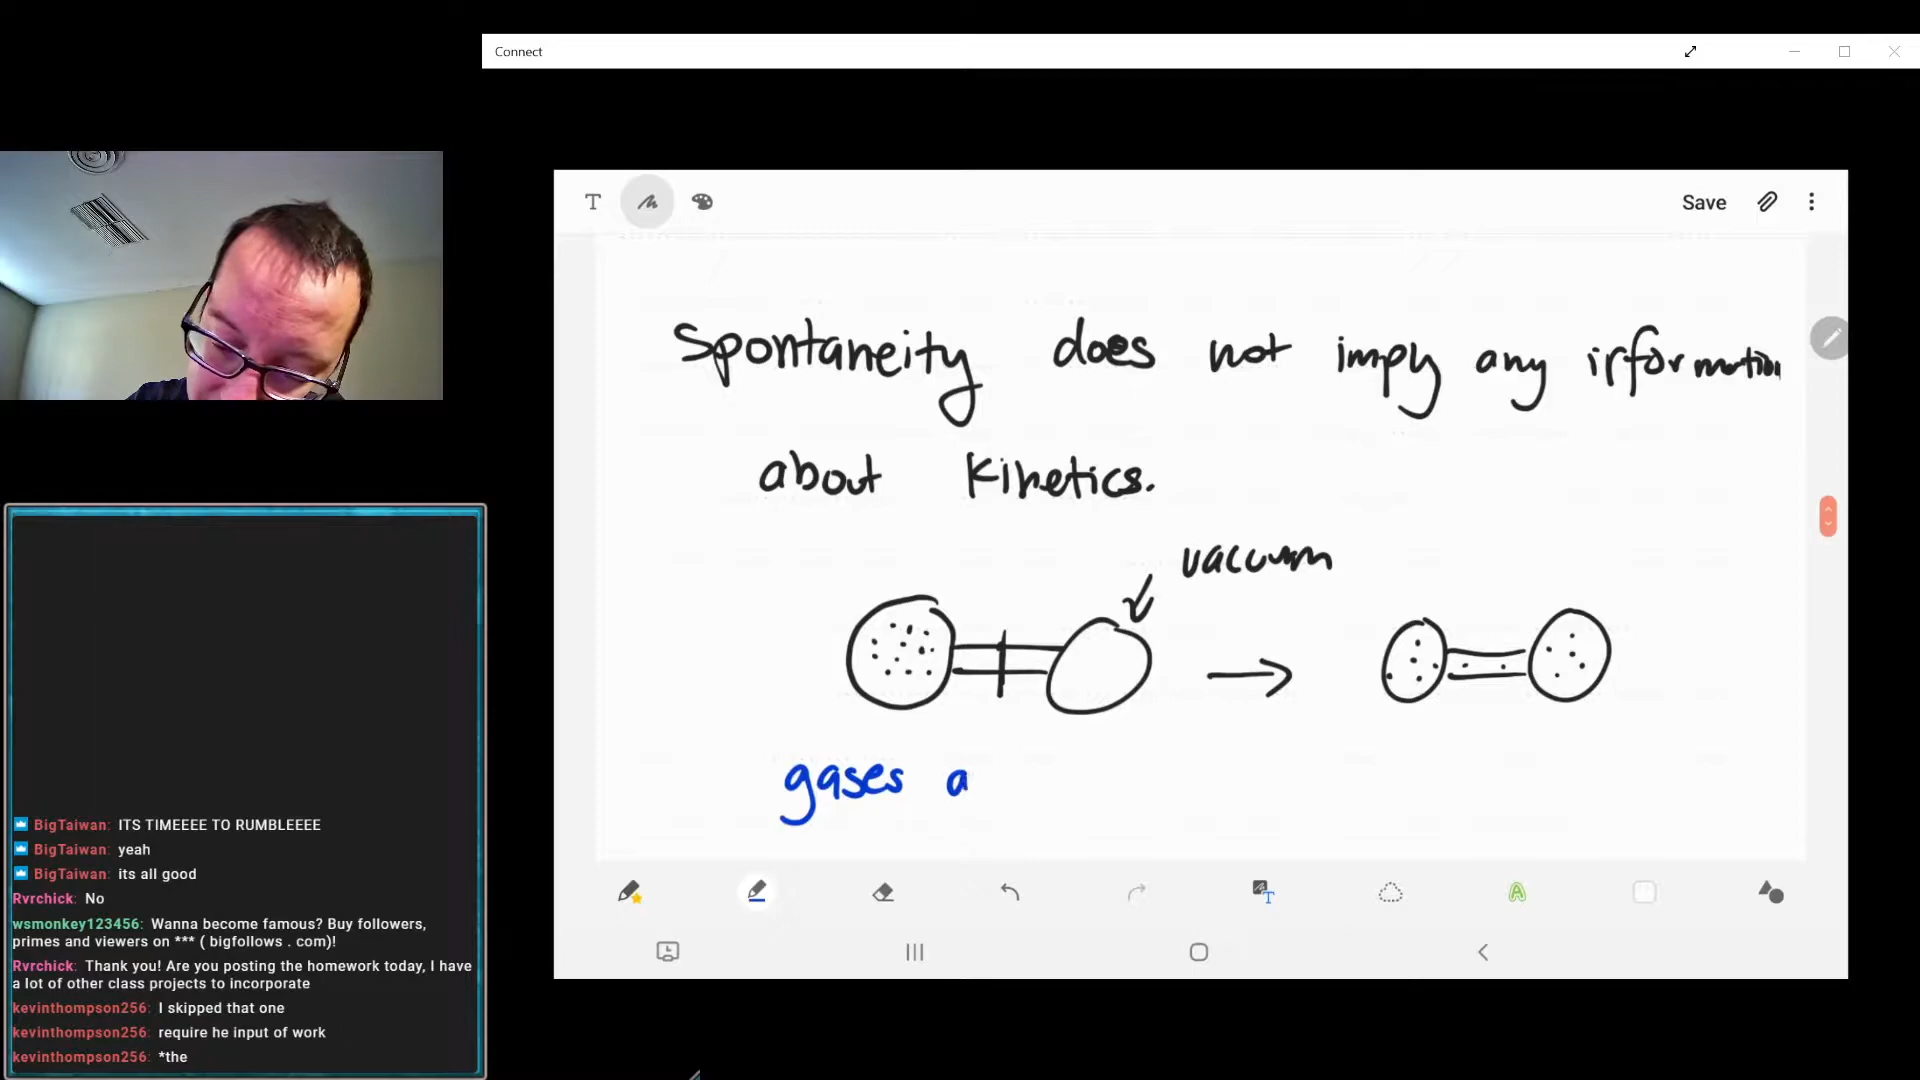 Connect
Save
Spontaneity does not imply any information
about Kinetics.
vacuum
gases a
BigTaiwan: ITS TIMEEEE TO RUMBLEEEE
BigTaiwan: yeah
BigTaiwan: its all good
Rvrchick: No
wsmonkey123456: Wanna become famous? Buy followers,
primes and viewers on *** ( bigfollows . com)!
Rvrchick: Thank you! Are you posting the homework today, I have
a lot of other class projects to incorporate
kevinthompson256: I skipped that one
kevinthompson256: require he input of work
kevinthompson256: *the